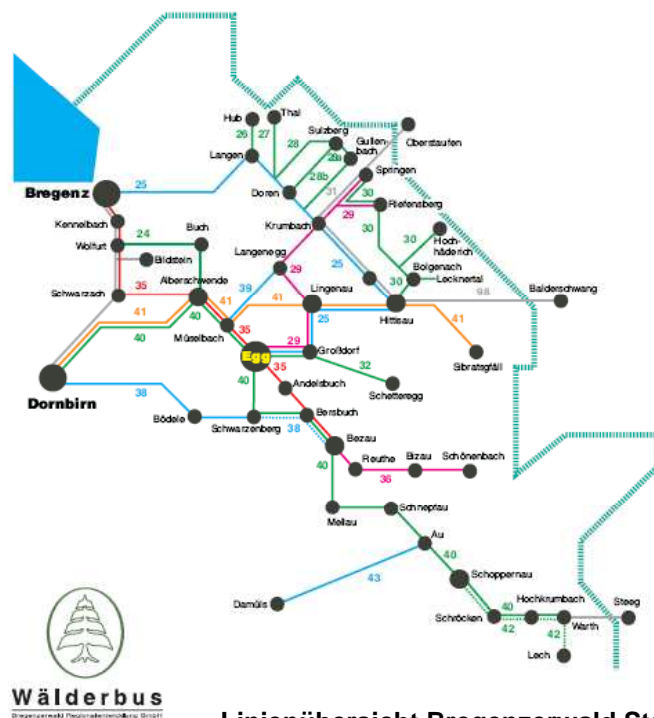 Hub
Thal
26
27
28
Sulzberg
Gullen-
bach
Oberstaufen
28a
Langen
28b
Springen
25
Doren
31
30
Bregenz
29
Riefensberg
Kennelbach
Krumbach
24
Buch
30
Hoch-
häderich
Wolfurt
Langenegg
30
Bildstein
29
25
Bolgenach
Alberschwende
39
30
Lecknertal
Schwarzach
35
41
41
Lingenau
98
Balderschwang
41
40
25
Hittisau
41
40
Müselbach
35
29
Egg
35
Großdorf
32
Sibratsgfäll
Dornbirn
40
Andelsbuch
Schetteregg
38
Bersbuch
Bödele
Schwarzenberg
38
Bezau
40
Reuthe
Bizau
Schönenbach
36
Mellau
Schnepfau
Au
40
43
Schoppernau
Damüls
Hochkrumbach
Steeg
40
Schröcken
42
42
Warth
Lech
Wälderbus
Bregenzerwald Regionalentwicklung GmbH
Linienübersicht Bregenzerwald Sta